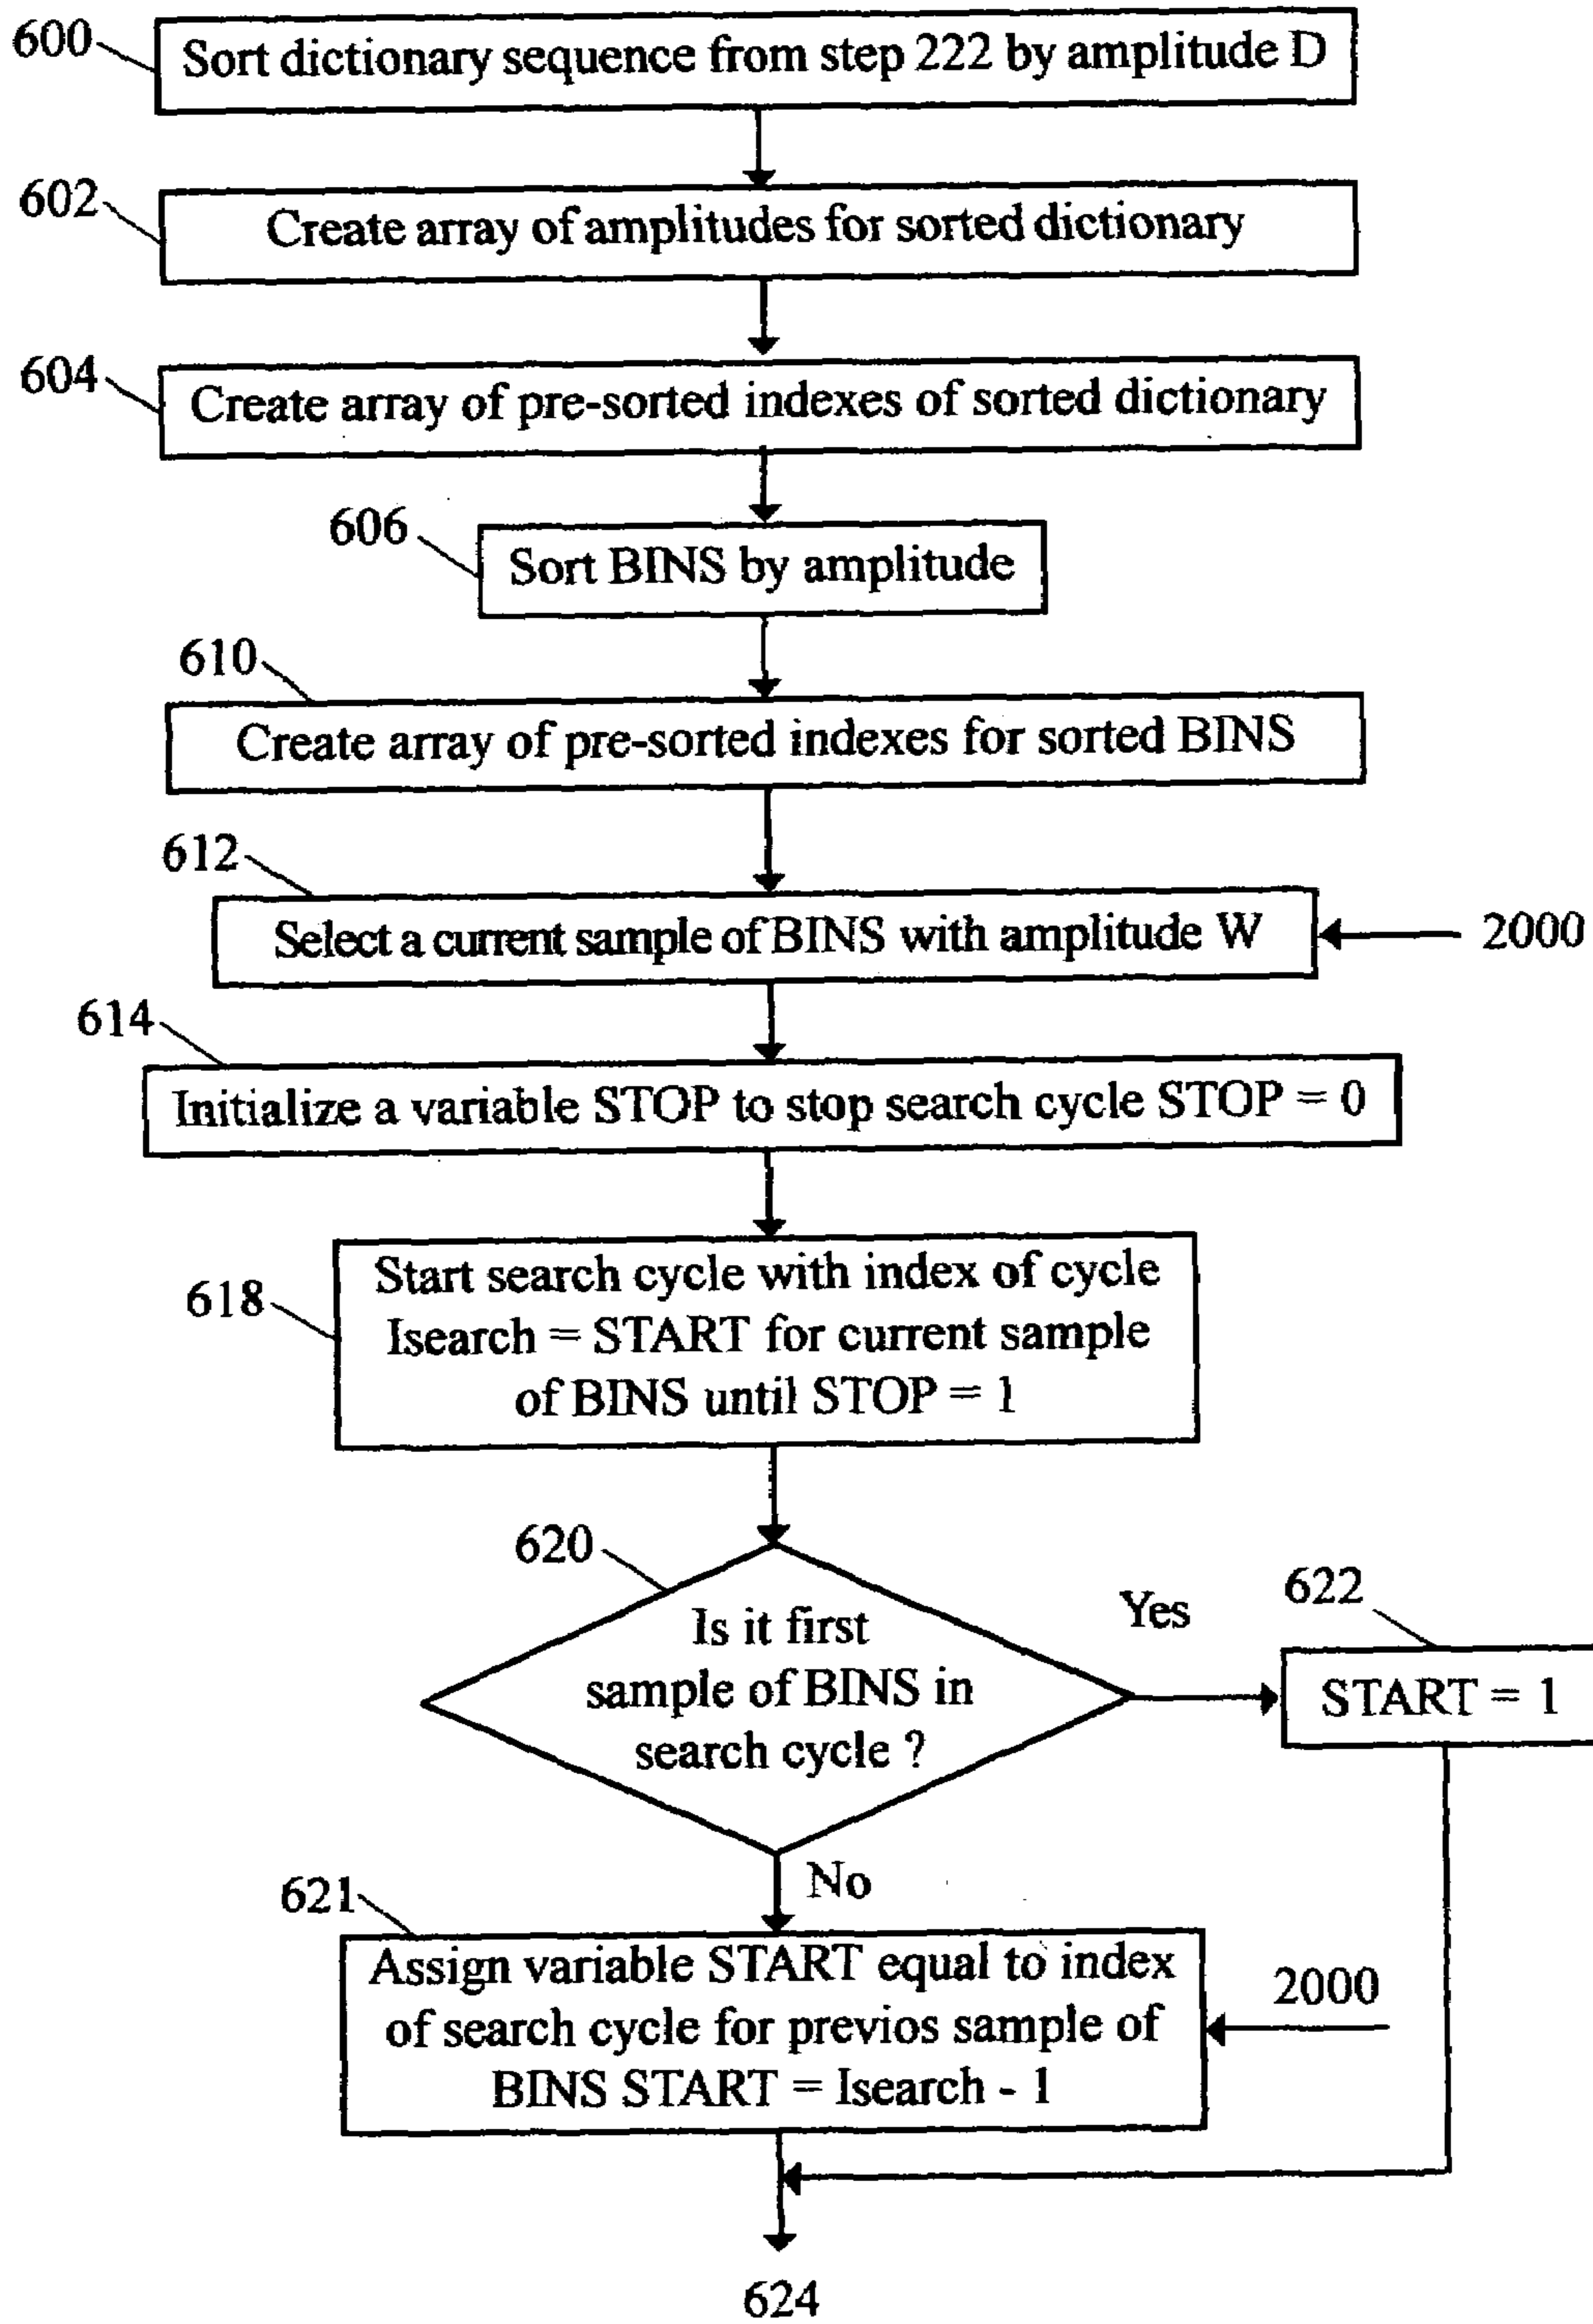 600
Sort dictionary sequence from step 222 by amplitude D
602
Create array of amplitudes for sorted dictionary
604
Create array of pre-sorted indexes of sorted dictionary
606
Sort BINS by amplitude
610
Create array of pre-sorted indexes for sorted BINS
612
Select a current sample of BINS with amplitude W
2000
614
Initialize a variable STOP to stop search cycle STOP = 0
618
Start search cycle with index of cycle
Isearch = START for current sample
of BINS until STOP = 1
620
Is it first
sample of BINS in
search cycle ?
Yes
622
START = 1
No
621
Assign variable START equal to index
of search cycle for previos sample of
BINS START = Isearch - 1
2000
624